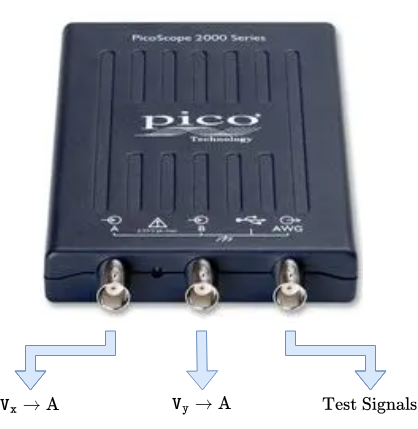 PicoScope 2000 Series
pico
Technology
A
B
AWG
Vx → A
Vy → A
Test Signals